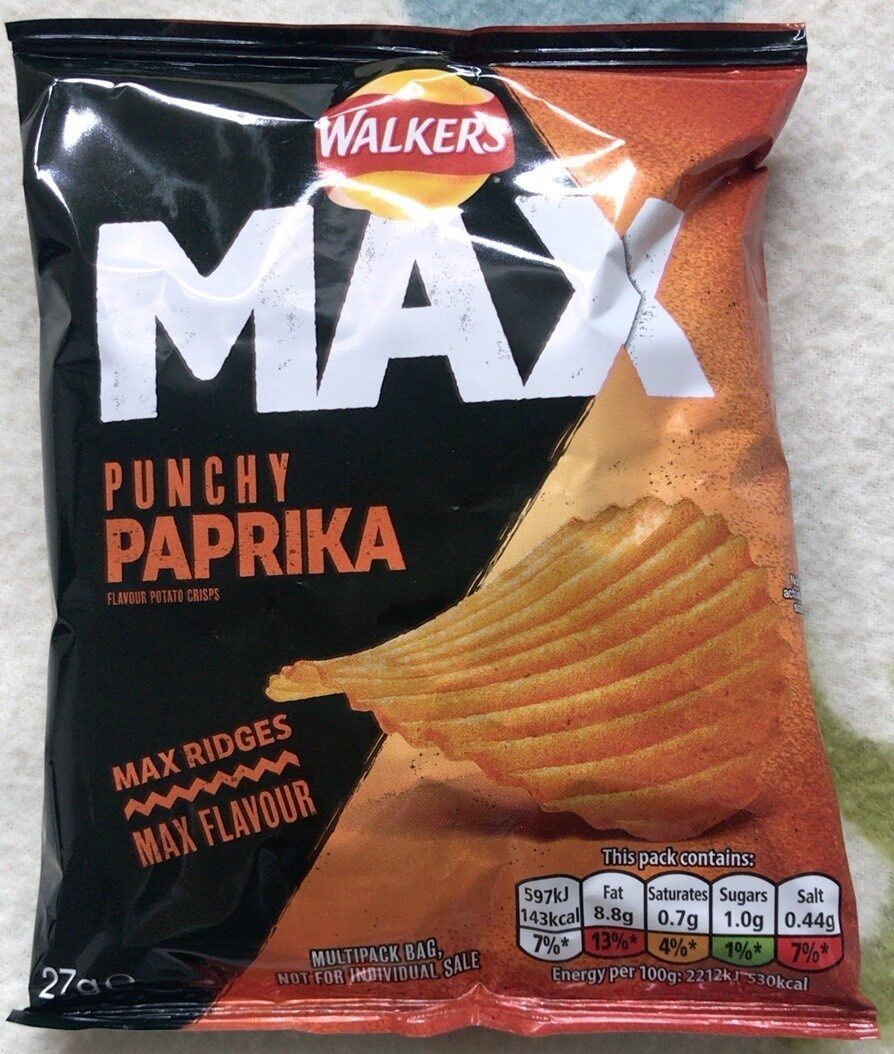 WALKERS
MAX
PUNCHY
PAPRIKA
FLAVOUR POTATO CRISPS
MAX RIDGES
MAX FLAVOUR
This pack contains:
597kJ
143kcal
7%*
Fat
8.8g
13%*
Saturates
0.7g
4%*
Sugars
1.0g
1%*
Salt
0.44g
7%*
Energy per 100g: 2212kJ 530kcal
MULTIPACK BAG,
NOT FOR INDIVIDUAL SALE
27g ℮